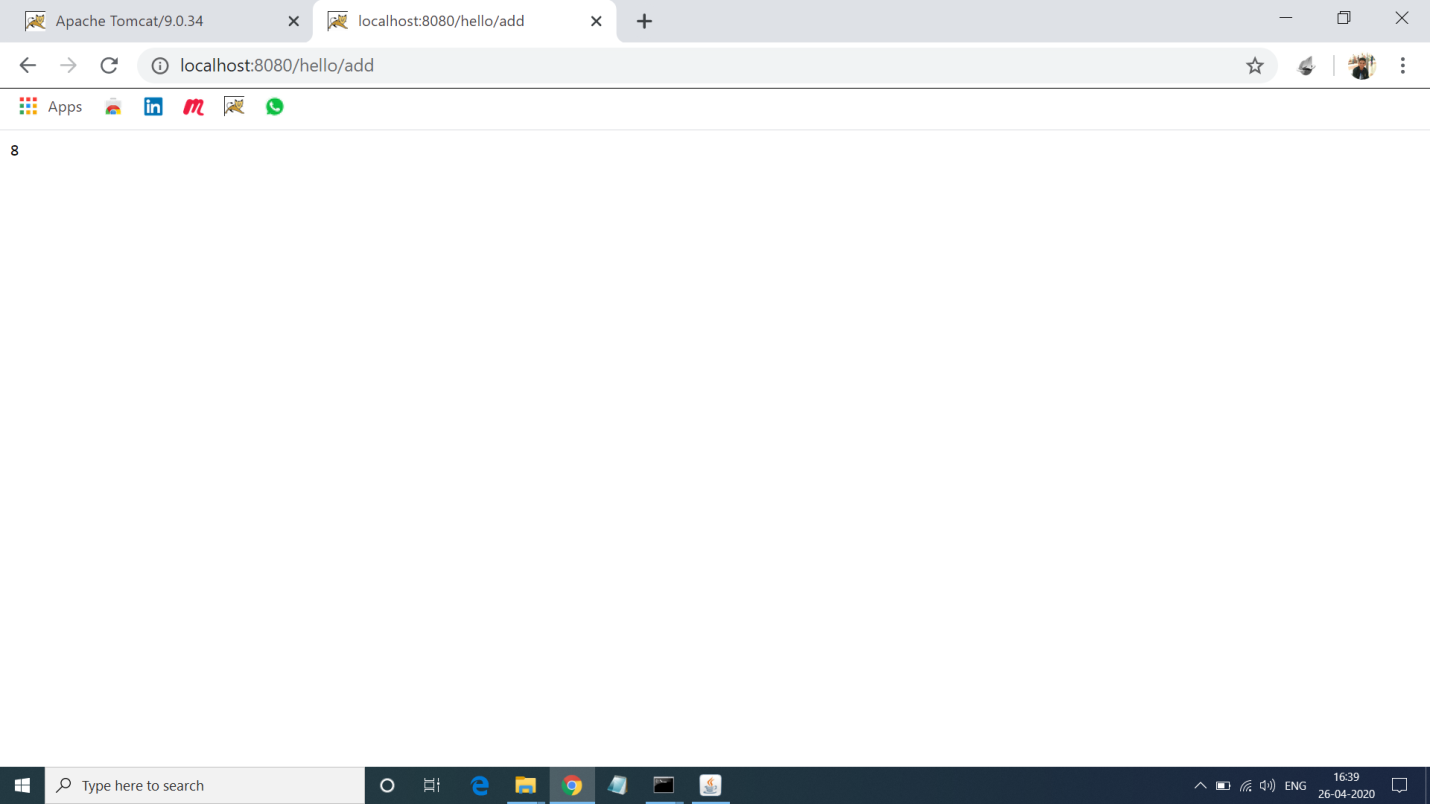 Apache Tomcat/9.0.34
localhost:8080/hello/add
localhost:8080/hello/add
Apps
8
Type here to search
ENG
16:39
26-04-2020